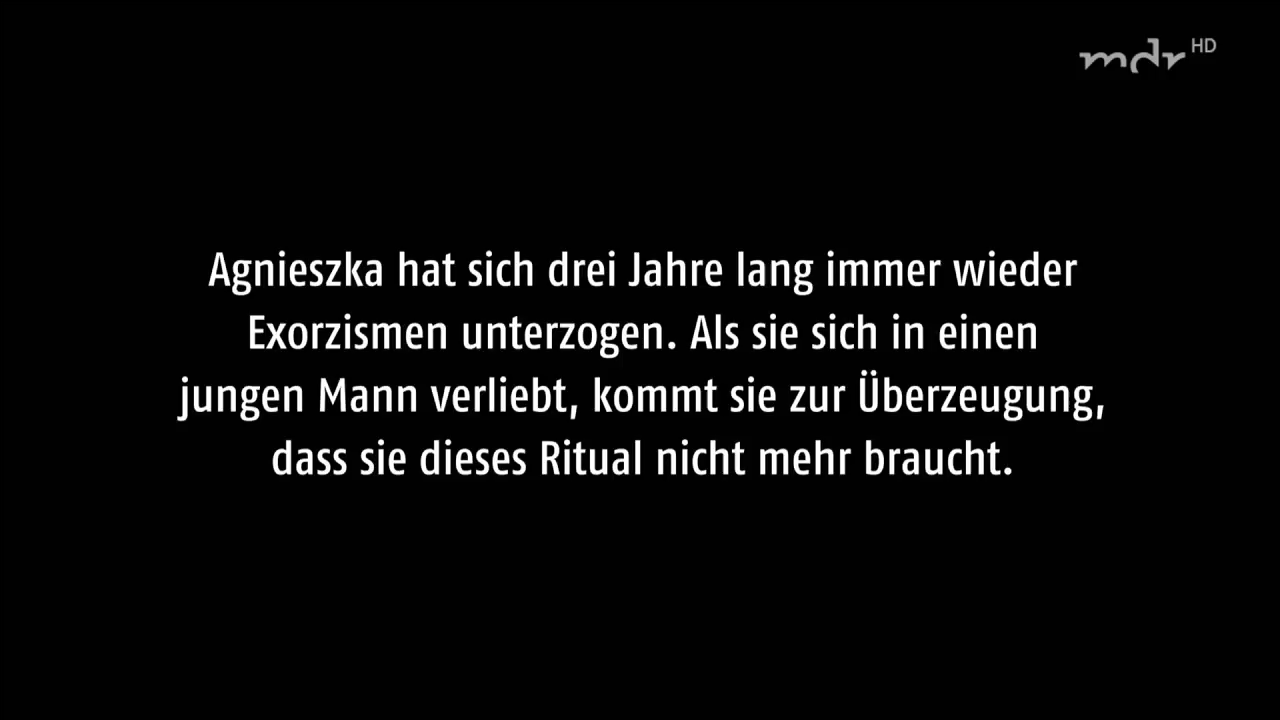 mdr HD
Agnieszka hat sich drei Jahre lang immer wieder
Exorzismen unterzogen. Als sie sich in einen
jungen Mann verliebt, kommt sie zur Überzeugung,
dass sie dieses Ritual nicht mehr braucht.